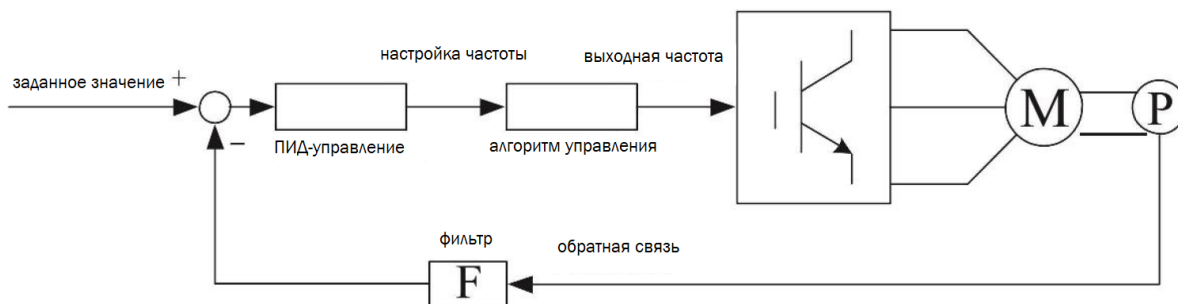 заданное значение +
настройка частоты
выходная частота
−
ПИД-управление
алгоритм управления
M
P
фильтр
обратная связь
F